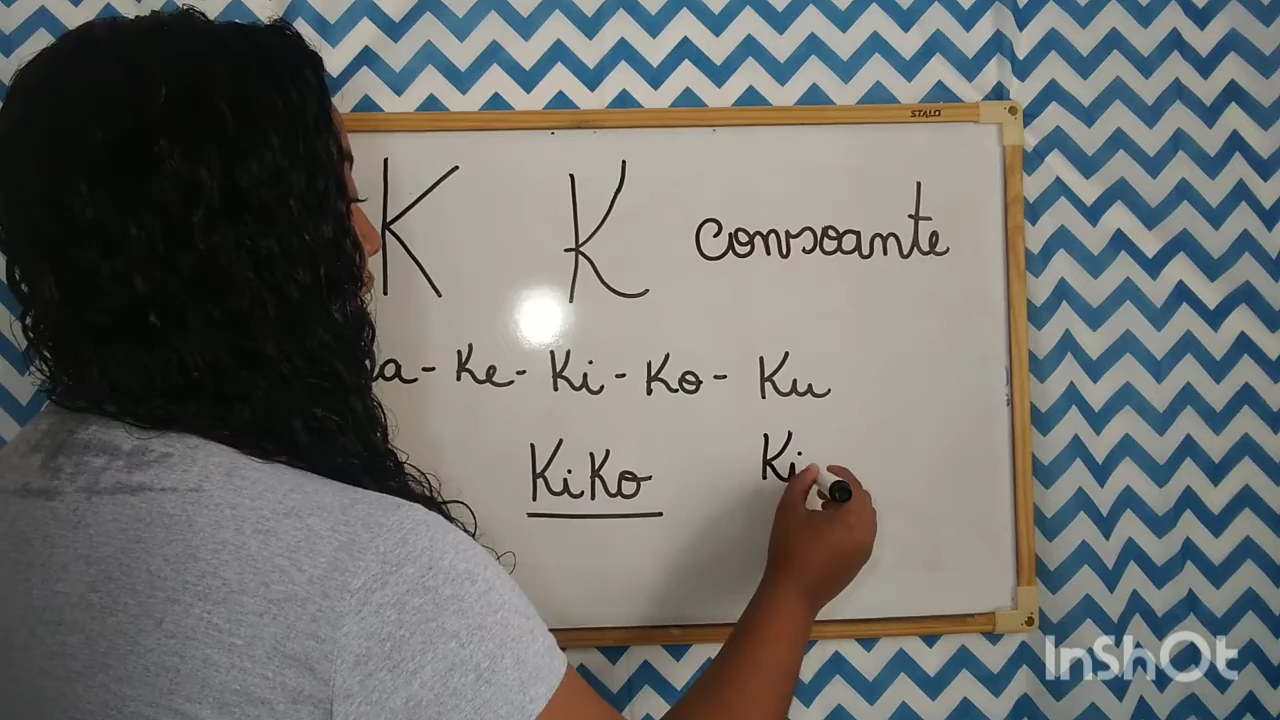 STALO
K K consoante
a - Ke - Ki - Ko - Ku
KiKo Ki
InShOt